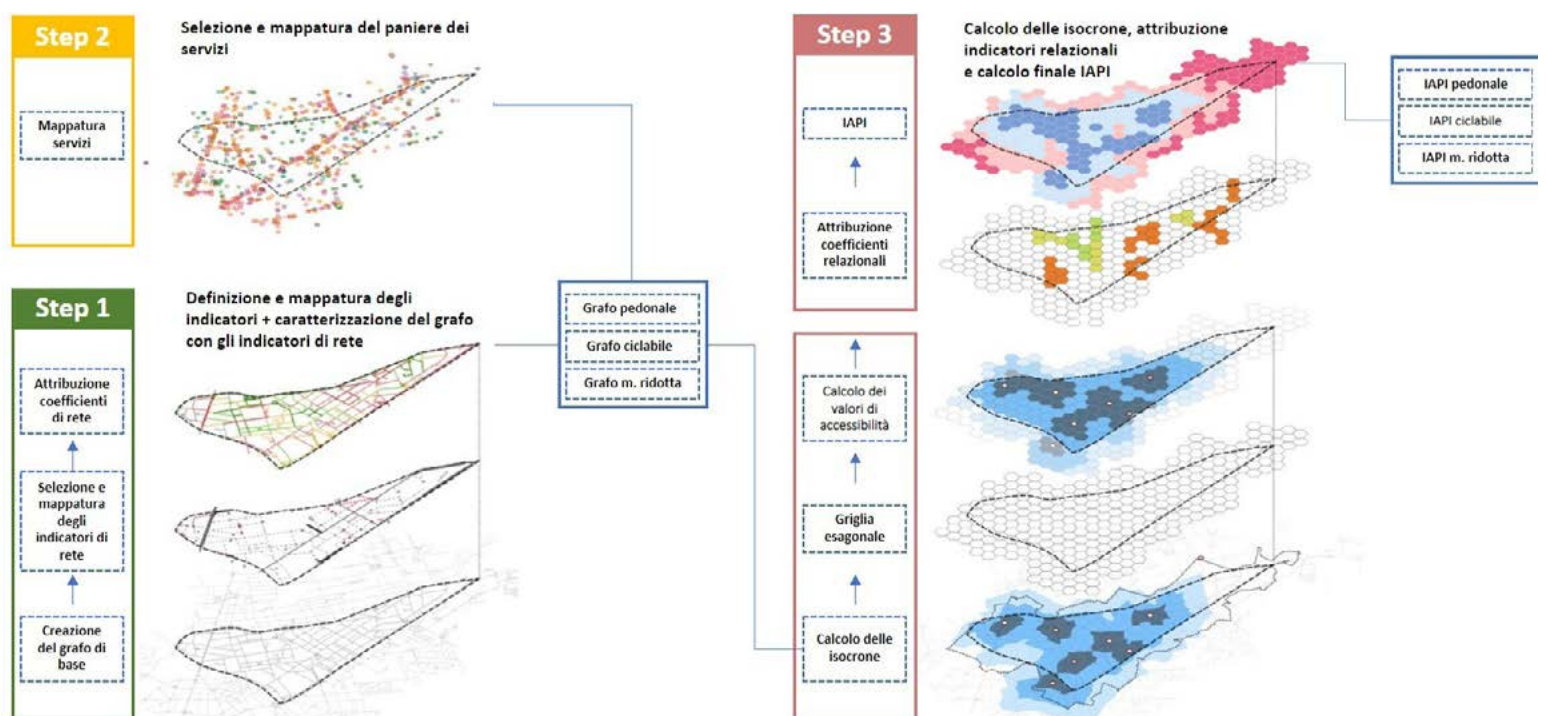 Step 2
Mappatura
servizi
Selezione e mappatura del paniere dei
servizi
Step 1
Attribuzione
coefficienti
di rete
Selezione e
mappatura
degli
indicatori di
rete
Creazione
del grafo di
base
Definizione e mappatura degli
indicatori + caratterizzazione del grafo
con gli indicatori di rete
Grafo pedonale
Grafo ciclabile
Grafo m. ridotta
Step 3
IAPI
Attribuzione
coefficienti
relazionali
Calcolo dei
valori di
accessibilità
Griglia
esagonale
Calcolo delle
isocrone
Calcolo delle isocrone, attribuzione
indicatori relazionali
e calcolo finale IAPI
IAPI pedonale
IAPI ciclabile
IAPI m. ridotta